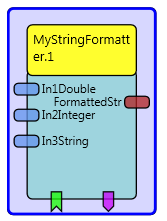 MyStringFormatt
er.1
In1Double
FormattedStr
In2Integer
In3String